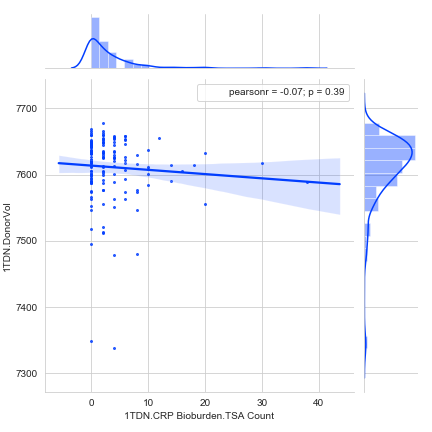 pearsonr = -0.07; p = 0.39
7700
7600
7500
7400
7300
1TDN.DonorVol
0 10 20 30 40
1TDN.CRP Bioburden.TSA Count